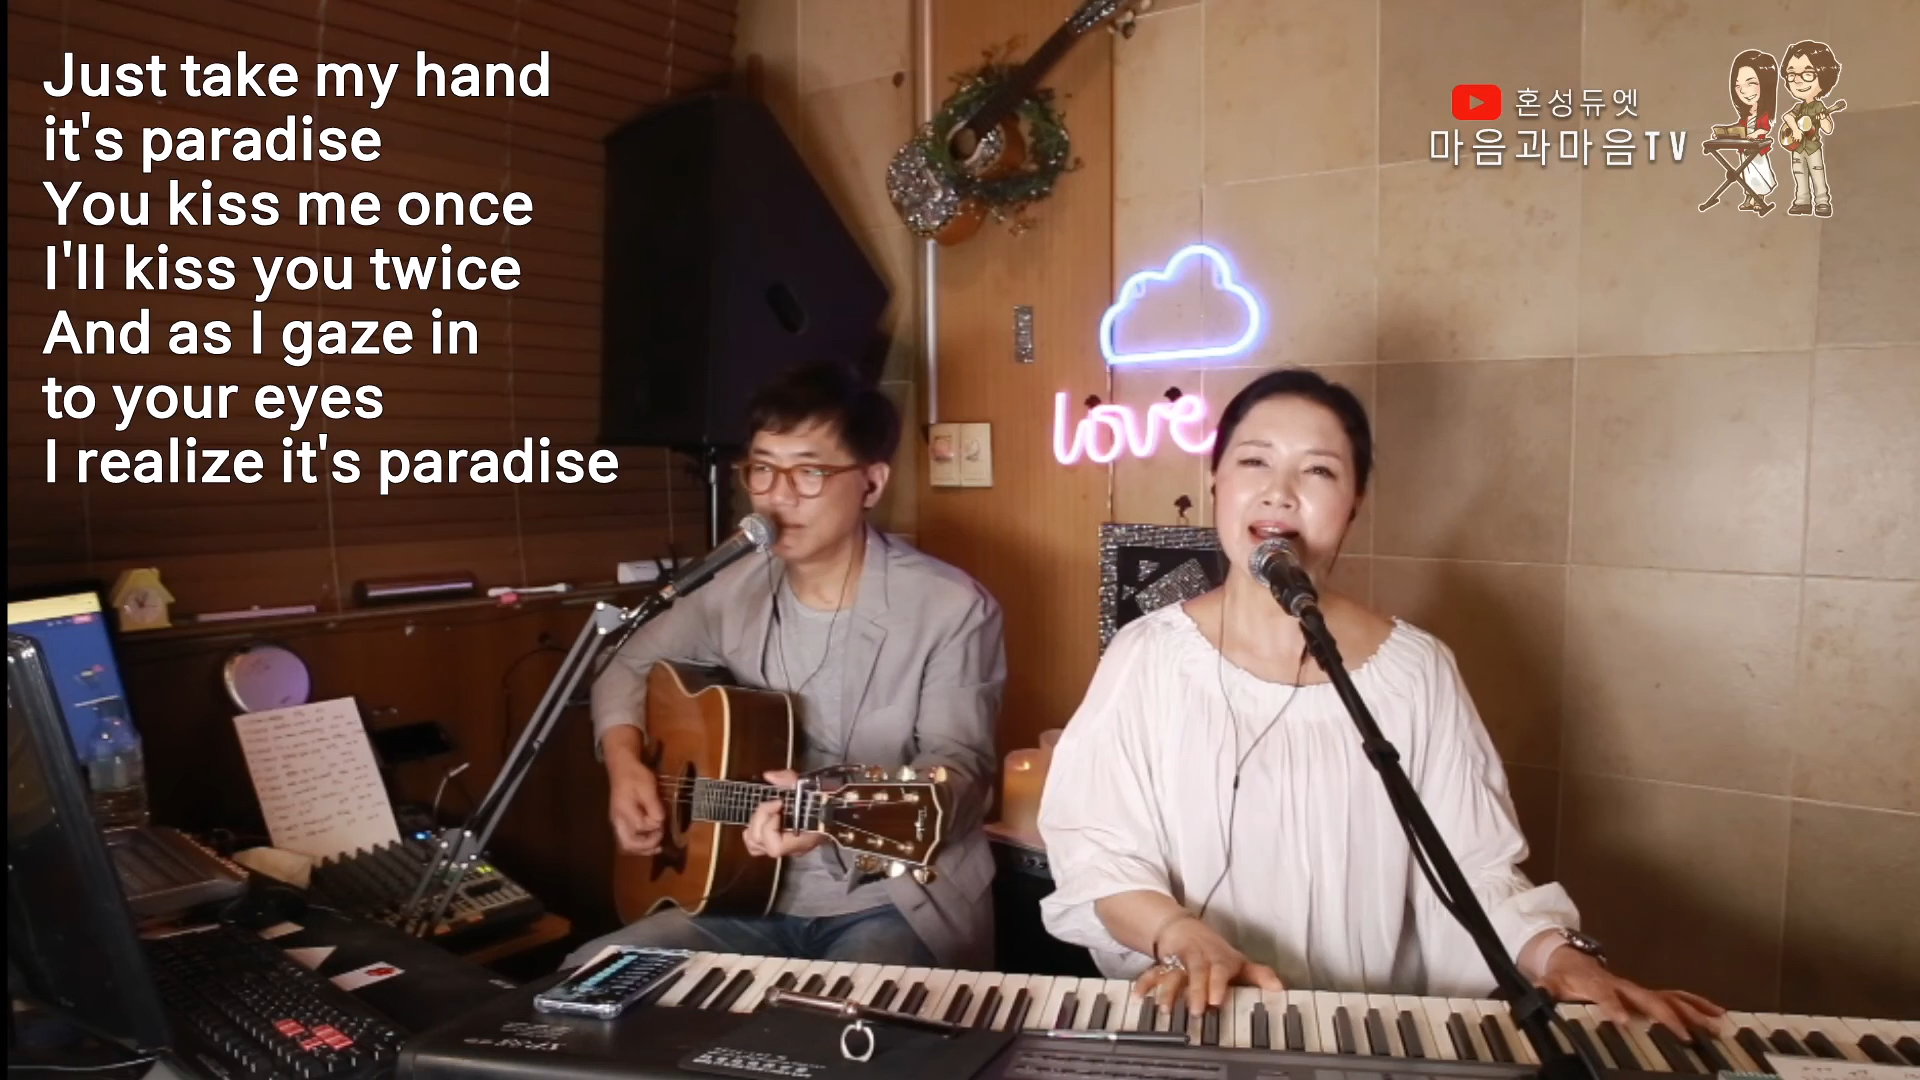 Just take my hand
it's paradise
You kiss me once
I'll kiss you twice
And as I gaze in
to your eyes
I realize it's paradise
혼성듀엣
마음과마음TV
love